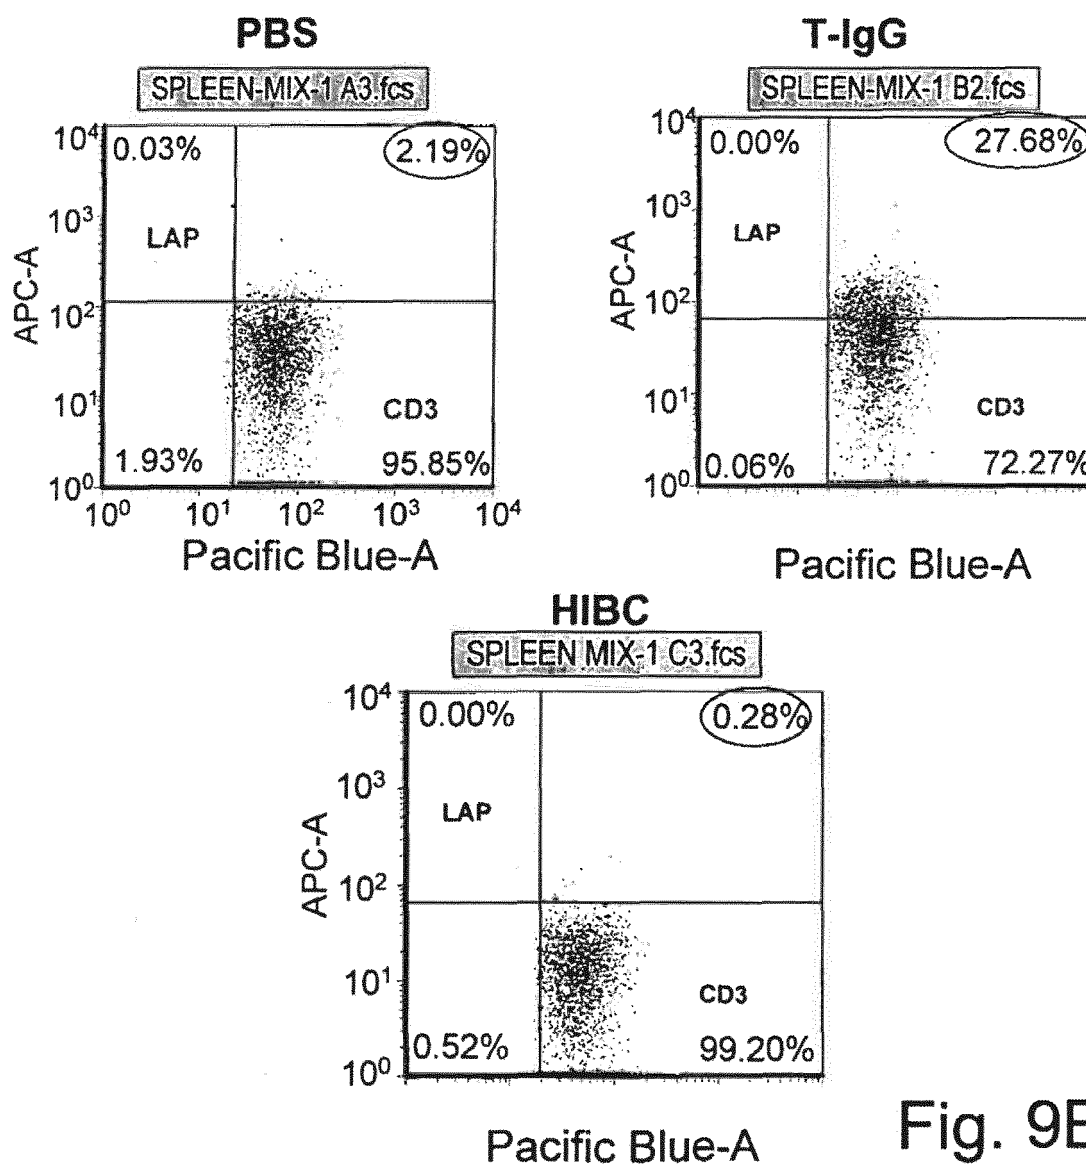 PBS
SPLEEN-MIX-1 A3.fcs
10⁴
0.03%
2.19%
10³
LAP
APC-A
10²
10¹
CD3
1.93%
95.85%
10⁰
10⁰ 10¹ 10² 10³ 10⁴
Pacific Blue-A
T-IgG
SPLEEN-MIX-1 B2.fcs
10⁴
0.00%
27.68%
10³
LAP
APC-A
10²
10¹
CD3
0.06%
72.27%
10⁰
Pacific Blue-A
HIBC
SPLEEN MIX-1 C3.fcs
10⁴
0.00%
0.28%
10³
LAP
APC-A
10²
10¹
CD3
0.52%
99.20%
10⁰
Pacific Blue-A
Fig. 9B